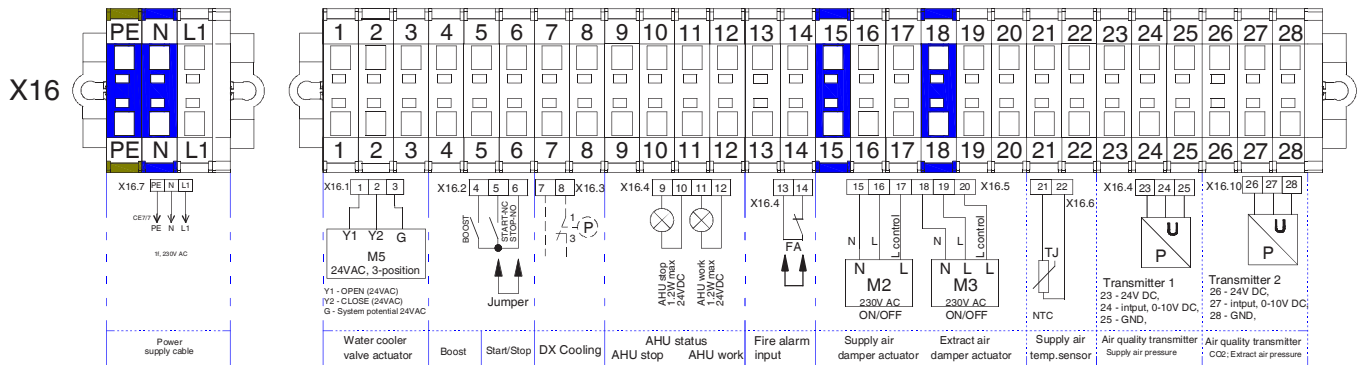 PE N L1 1 2 3 4 5 6 7 8 9 10 11 12 13 14 15 16 17 18 19 20 21 22 23 24 25 26 27 28
X16
PE N L1 1 2 3 4 5 6 7 8 9 10 11 12 13 14 15 16 17 18 19 20 21 22 23 24 25 26 27 28
X16.7 PE N L1
CE7/7
PE N L1
1f, 230V AC
Power
supply cable
X16.1 1 2 3
Y1 Y2 G
M5
24VAC, 3-position
Y1 - OPEN (24VAC)
Y2 - CLOSE (24VAC)
G - System potential 24VAC
Water cooler
valve actuator
X16.2 4 5 6
BOOST
START-NC
STOP-NO
Jumper
Boost
Start/Stop
7 8 X16.3
1
3
P
DX Cooling
X16.4 9 10 11 12
AHU stop
1.2W max
24VDC
AHU work
1.2W max
24VDC
AHU status
AHU stop AHU work
13 14
X16.4
FA
Fire alarm
input
15 16 17 18 19 20 X16.5
N L L control
N L
M2
230V AC
ON/OFF
Supply air
damper actuator
N L L control
N L L
M3
230V AC
ON/OFF
Extract air
damper actuator
21 22
X16.6
TJ
NTC
Supply air
temp.sensor
X16.4 23 24 25
U
P
Transmitter 1
23 - 24V DC,
24 - intput, 0-10V DC,
25 - GND,
Air quality transmitter
Supply air pressure
X16.10 26 27 28
U
P
Transmitter 2
26 - 24V DC,
27 - intput, 0-10V DC,
28 - GND,
Air quality transmitter
CO2; Extract air pressure